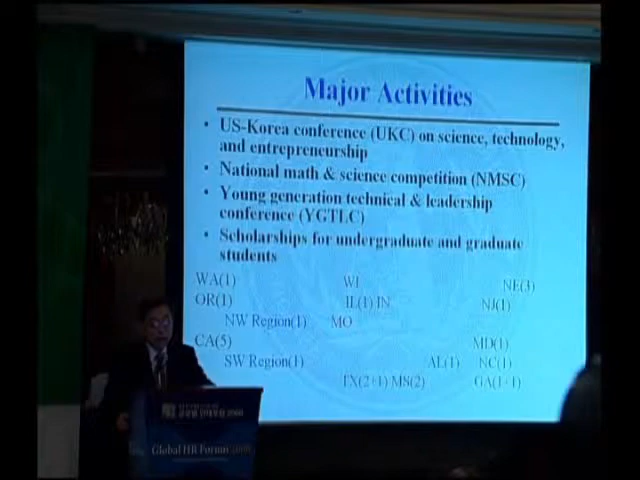 Major Activities
• US-Korea conference (UKC) on science, technology,
and entrepreneurship
• National math & science competition (NMSC)
• Young generation technical & leadership
conference (YGTLC)
• Scholarships for undergraduate and graduate
students
WA(1) WI NE(3)
OR(1) IL(1) IN NJ(1)
NW Region(1) MO
CA(5) MD(1)
SW Region(1) AL(1) NC(1)
TX(2+1) MS(2) GA(1+1)
Global HR Forum